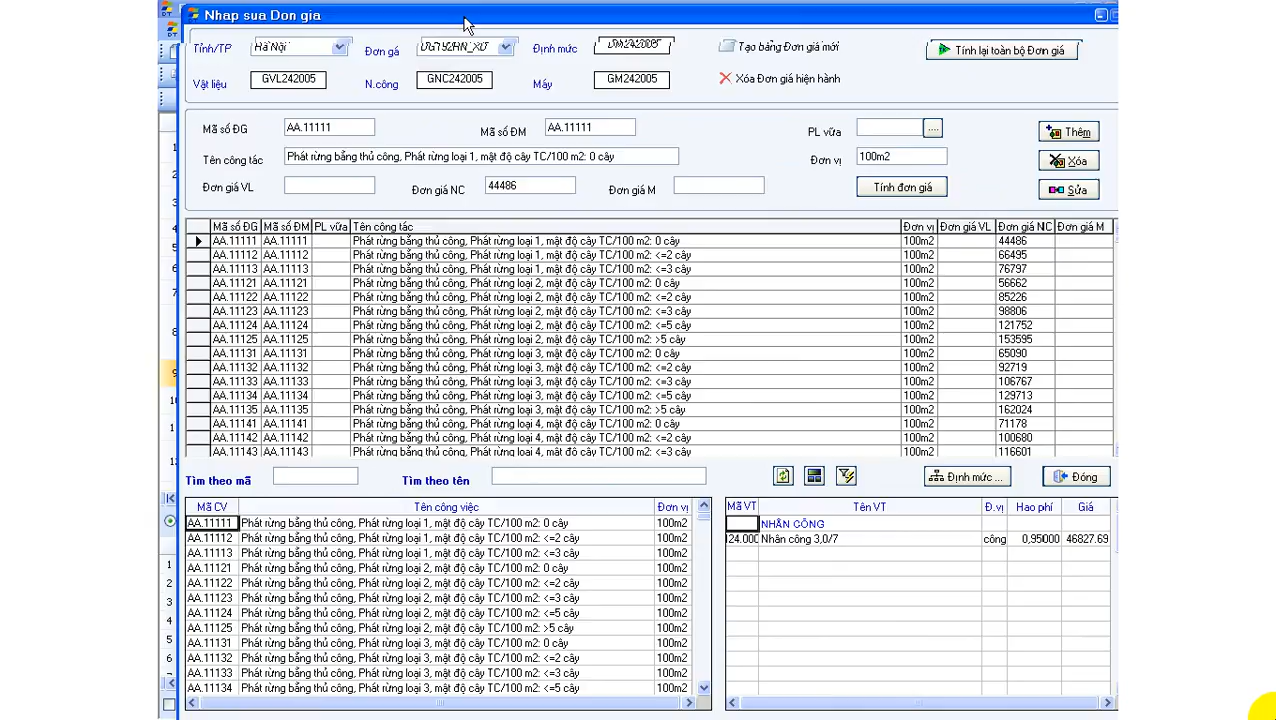 Nhap sua Don gia
Tỉnh/TP Hà Nội Đơn gá Định mức Tạo bảng Đơn giá mới Tính lại toàn bộ Đơn giá
Vật liệu GVL242005 N.công GNC242005 Máy GM242005 Xóa Đơn giá hiện hành
Mã số ĐG AA.11111 Mã số ĐM AA.11111 PL vữa .... Thêm
Tên công tác Phát rừng bằng thủ công, Phát rừng loại 1, mật độ cây TC/100 m2: 0 cây Đơn vị 100m2 Xóa
Đơn giá VL Đơn giá NC 44486 Đơn giá M Tính đơn giá Sửa
Mã số ĐG Mã số ĐM PL vữa Tên công tác Đơn vị Đơn giá VL Đơn giá NC Đơn giá M
AA.11111 AA.11111 Phát rừng bằng thủ công, Phát rừng loại 1, mật độ cây TC/100 m2: 0 cây 100m2 44486
AA.11112 AA.11112 Phát rừng bằng thủ công, Phát rừng loại 1, mật độ cây TC/100 m2: <=2 cây 100m2 66495
AA.11113 AA.11113 Phát rừng bằng thủ công, Phát rừng loại 1, mật độ cây TC/100 m2: <=3 cây 100m2 76797
AA.11121 AA.11121 Phát rừng bằng thủ công, Phát rừng loại 2, mật độ cây TC/100 m2: 0 cây 100m2 56662
AA.11122 AA.11122 Phát rừng bằng thủ công, Phát rừng loại 2, mật độ cây TC/100 m2: <=2 cây 100m2 85226
AA.11123 AA.11123 Phát rừng bằng thủ công, Phát rừng loại 2, mật độ cây TC/100 m2: <=3 cây 100m2 98806
AA.11124 AA.11124 Phát rừng bằng thủ công, Phát rừng loại 2, mật độ cây TC/100 m2: <=5 cây 100m2 121752
AA.11125 AA.11125 Phát rừng bằng thủ công, Phát rừng loại 2, mật độ cây TC/100 m2: >5 cây 100m2 153595
AA.11131 AA.11131 Phát rừng bằng thủ công, Phát rừng loại 3, mật độ cây TC/100 m2: 0 cây 100m2 65090
AA.11132 AA.11132 Phát rừng bằng thủ công, Phát rừng loại 3, mật độ cây TC/100 m2: <=2 cây 100m2 92719
AA.11133 AA.11133 Phát rừng bằng thủ công, Phát rừng loại 3, mật độ cây TC/100 m2: <=3 cây 100m2 106767
AA.11134 AA.11134 Phát rừng bằng thủ công, Phát rừng loại 3, mật độ cây TC/100 m2: <=5 cây 100m2 129713
AA.11135 AA.11135 Phát rừng bằng thủ công, Phát rừng loại 3, mật độ cây TC/100 m2: >5 cây 100m2 162024
AA.11141 AA.11141 Phát rừng bằng thủ công, Phát rừng loại 4, mật độ cây TC/100 m2: 0 cây 100m2 71178
AA.11142 AA.11142 Phát rừng bằng thủ công, Phát rừng loại 4, mật độ cây TC/100 m2: <=2 cây 100m2 100680
AA.11143 AA.11143 Phát rừng bằng thủ công, Phát rừng loại 4, mật độ cây TC/100 m2: <=3 cây 100m2 116601
Tìm theo mã Tìm theo tên Định mức ... Đóng
Mã CV Tên công việc Đơn vị Mã VT Tên VT Đ.vị Hao phí Giá
AA.11111 Phát rừng bằng thủ công, Phát rừng loại 1, mật độ cây TC/100 m2: 0 cây 100m2 NHÂN CÔNG
AA.11112 Phát rừng bằng thủ công, Phát rừng loại 1, mật độ cây TC/100 m2: <=2 cây 100m2 Nhân công 3,0/7 công 0,95000 46827.69
AA.11113 Phát rừng bằng thủ công, Phát rừng loại 1, mật độ cây TC/100 m2: <=3 cây 100m2
AA.11121 Phát rừng bằng thủ công, Phát rừng loại 2, mật độ cây TC/100 m2: 0 cây 100m2
AA.11122 Phát rừng bằng thủ công, Phát rừng loại 2, mật độ cây TC/100 m2: <=2 cây 100m2
AA.11123 Phát rừng bằng thủ công, Phát rừng loại 2, mật độ cây TC/100 m2: <=3 cây 100m2
AA.11124 Phát rừng bằng thủ công, Phát rừng loại 2, mật độ cây TC/100 m2: <=5 cây 100m2
AA.11125 Phát rừng bằng thủ công, Phát rừng loại 2, mật độ cây TC/100 m2: >5 cây 100m2
AA.11131 Phát rừng bằng thủ công, Phát rừng loại 3, mật độ cây TC/100 m2: 0 cây 100m2
AA.11132 Phát rừng bằng thủ công, Phát rừng loại 3, mật độ cây TC/100 m2: <=2 cây 100m2
AA.11133 Phát rừng bằng thủ công, Phát rừng loại 3, mật độ cây TC/100 m2: <=3 cây 100m2
AA.11134 Phát rừng bằng thủ công, Phát rừng loại 3, mật độ cây TC/100 m2: <=5 cây 100m2